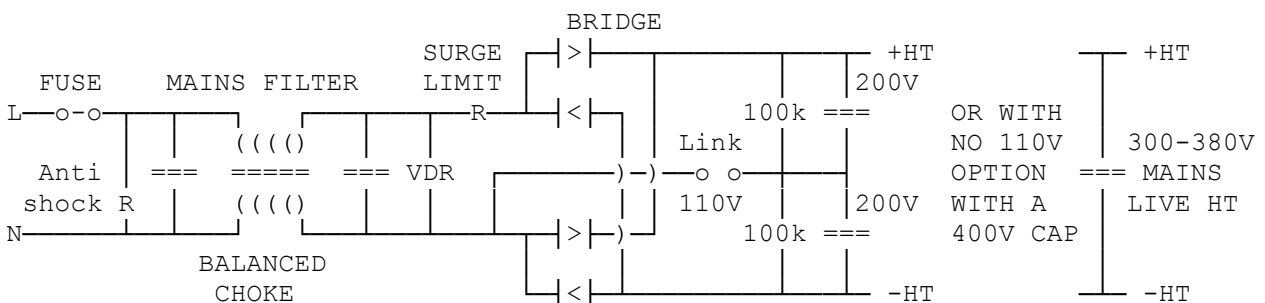 BRIDGE
SURGE +HT +HT
FUSE MAINS FILTER LIMIT 200V
L o-o R 100k === OR WITH
(((() Link NO 110V 300-380V
Anti === ===== === VDR o o OPTION === MAINS
shock R (((() 110V 200V WITH A LIVE HT
N 100k === 400V CAP
BALANCED
CHOKE -HT -HT